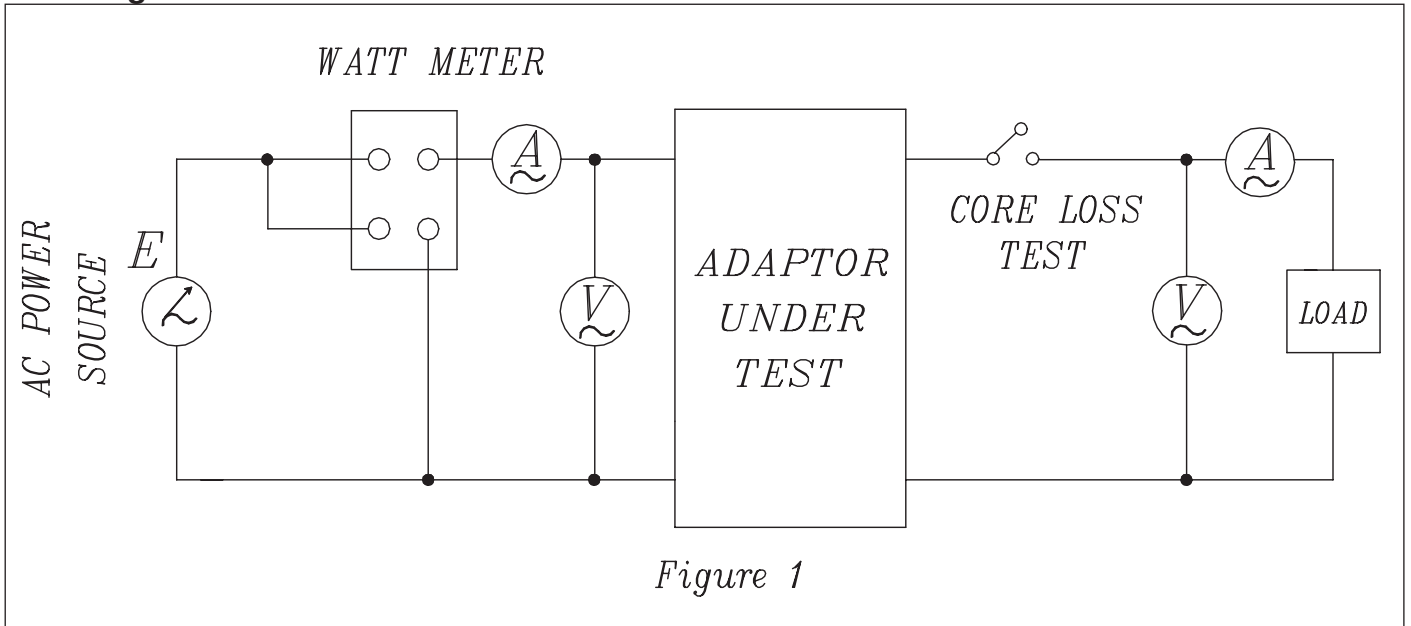 WATT METER
AC POWER
SOURCE
E
A
V
ADAPTOR
UNDER
TEST
CORE LOSS
TEST
A
V
LOAD
Figure 1